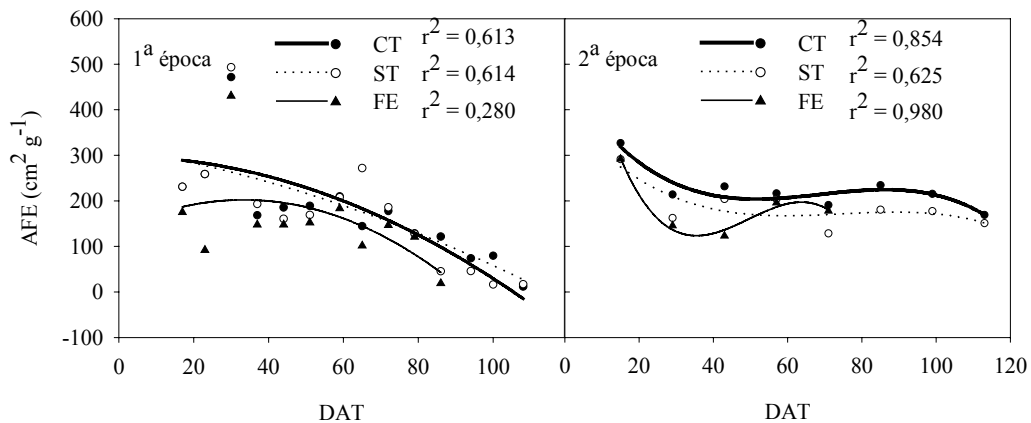 600
500
400
300
200
100
0
-100
AFE (cm² g⁻¹)
1ª época
CT r² = 0,613
ST r² = 0,614
FE r² = 0,280
2ª época
CT r² = 0,854
ST r² = 0,625
FE r² = 0,980
0 20 40 60 80 100
0 20 40 60 80 100 120
DAT DAT